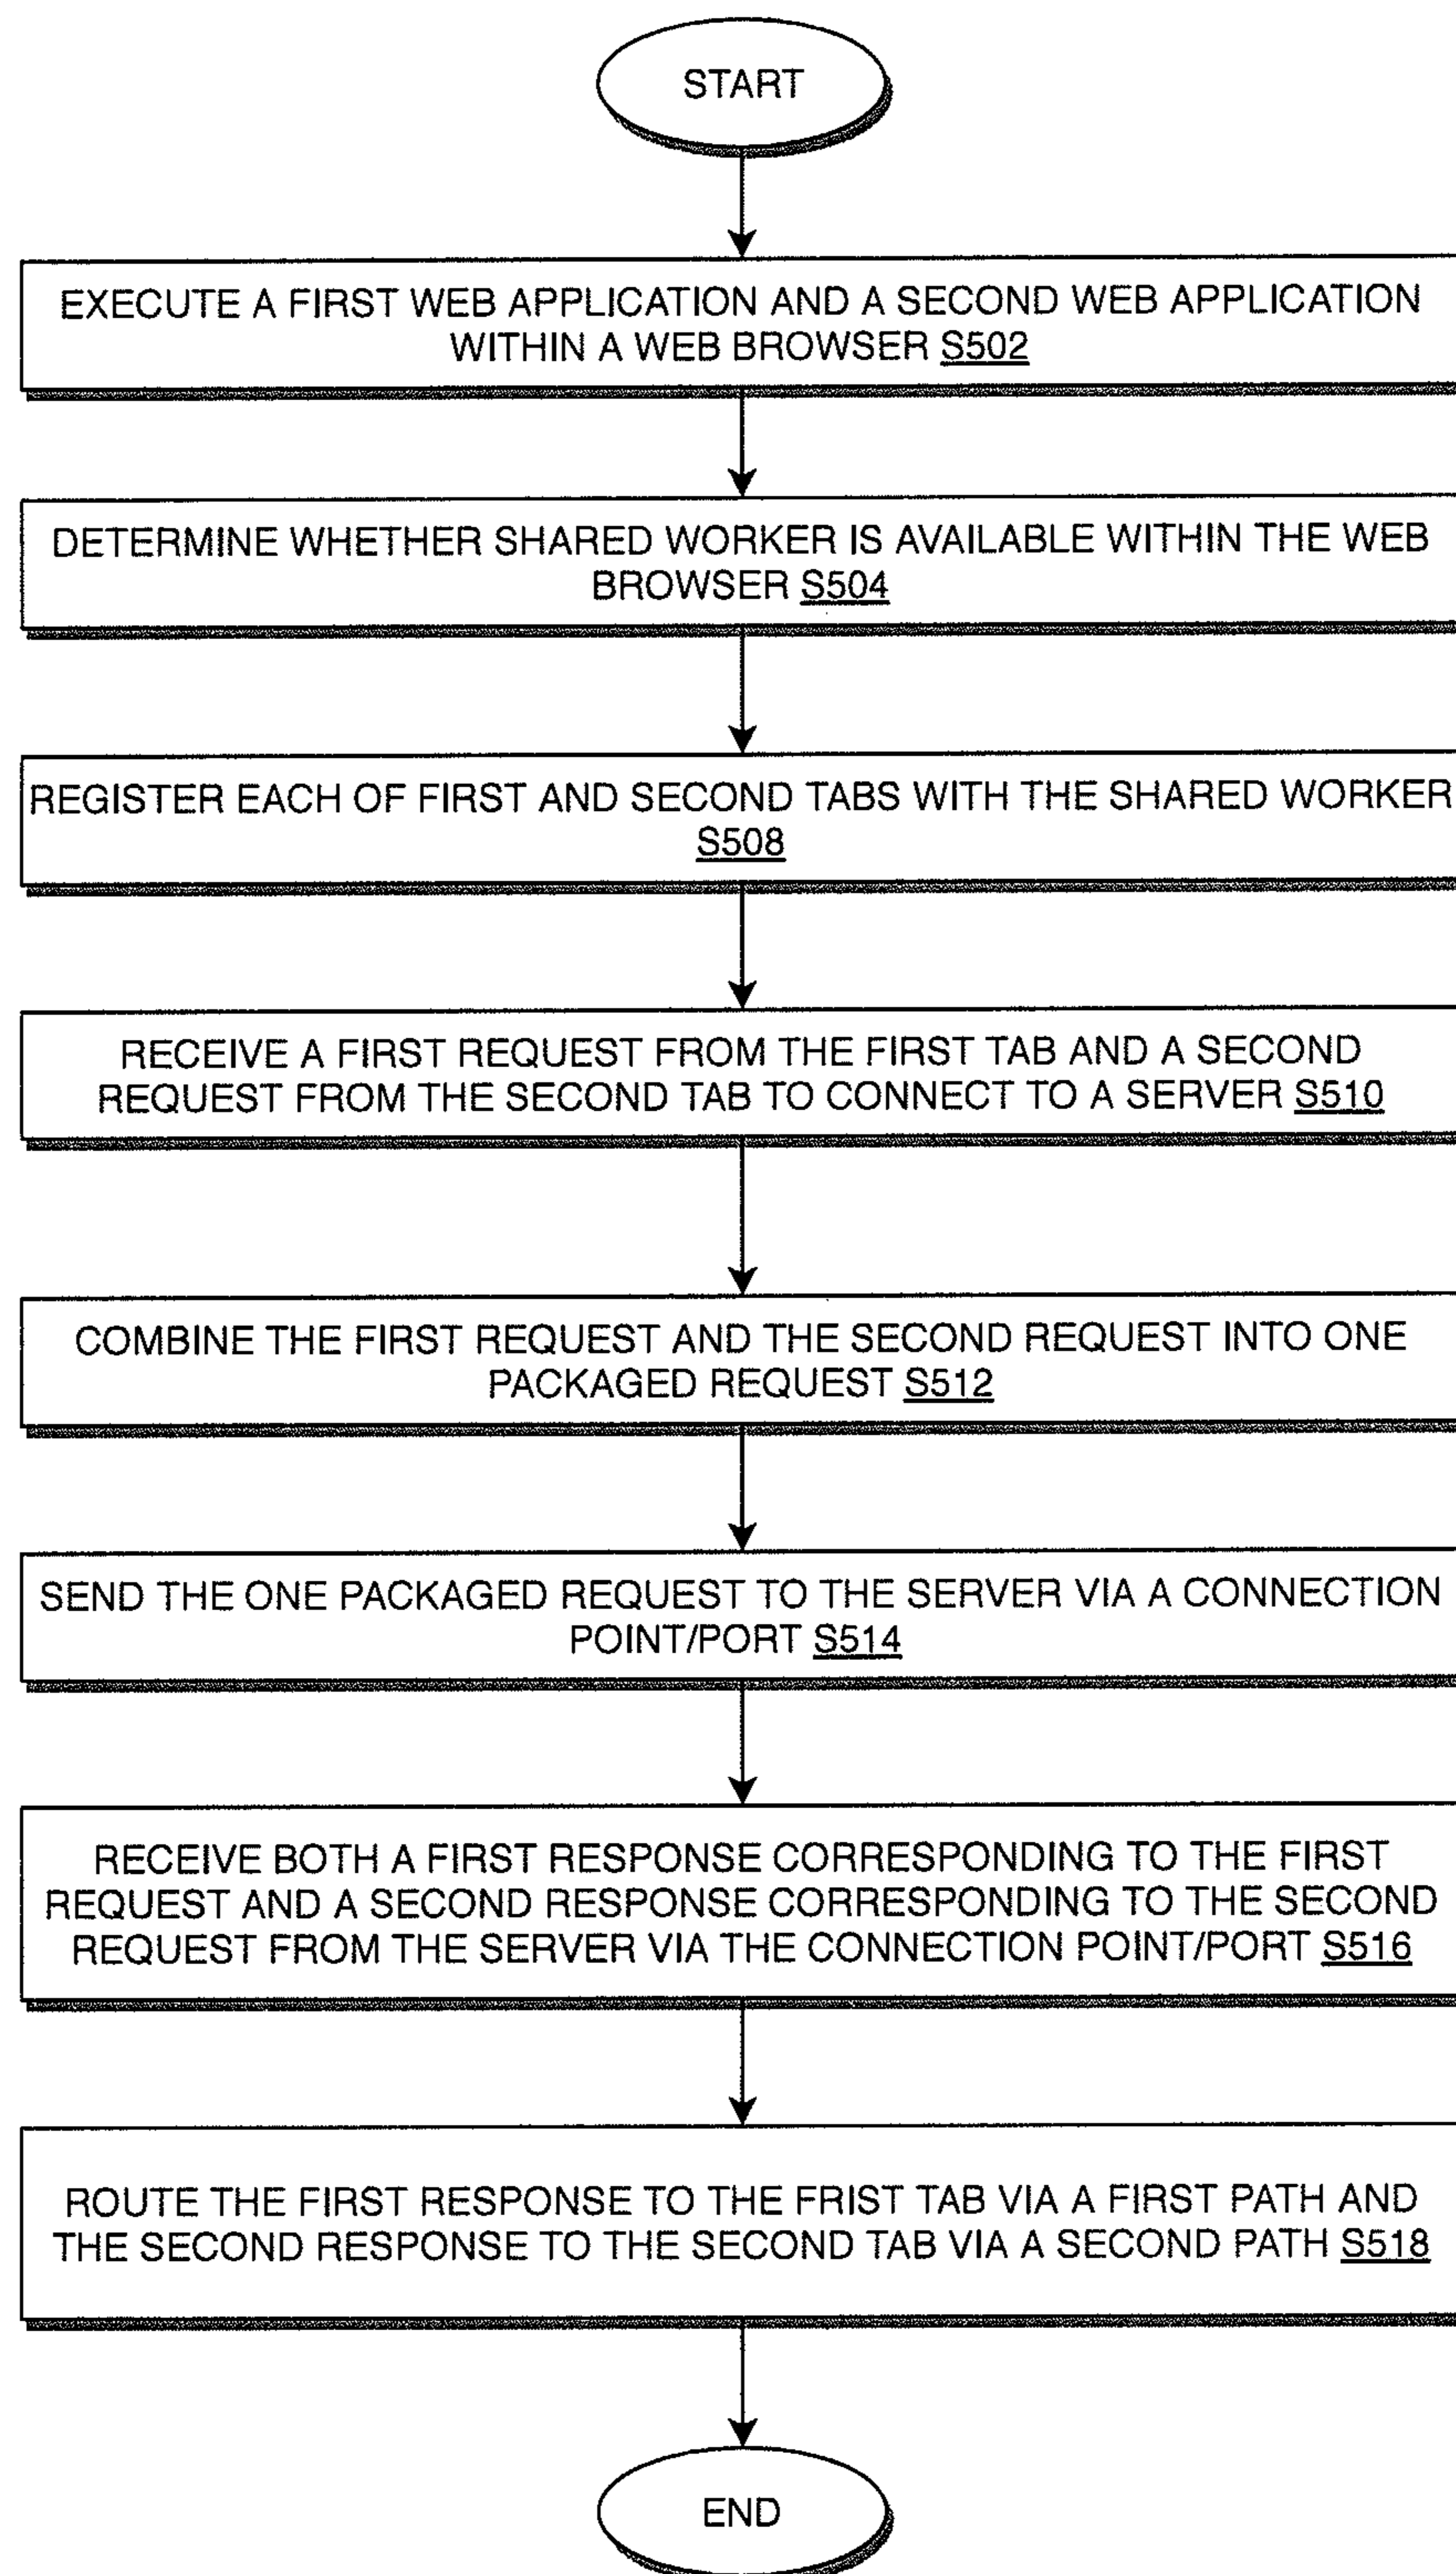 START
EXECUTE A FIRST WEB APPLICATION AND A SECOND WEB APPLICATION
WITHIN A WEB BROWSER S502
DETERMINE WHETHER SHARED WORKER IS AVAILABLE WITHIN THE WEB
BROWSER S504
REGISTER EACH OF FIRST AND SECOND TABS WITH THE SHARED WORKER
S508
RECEIVE A FIRST REQUEST FROM THE FIRST TAB AND A SECOND
REQUEST FROM THE SECOND TAB TO CONNECT TO A SERVER S510
COMBINE THE FIRST REQUEST AND THE SECOND REQUEST INTO ONE
PACKAGED REQUEST S512
SEND THE ONE PACKAGED REQUEST TO THE SERVER VIA A CONNECTION
POINT/PORT S514
RECEIVE BOTH A FIRST RESPONSE CORRESPONDING TO THE FIRST
REQUEST AND A SECOND RESPONSE CORRESPONDING TO THE SECOND
REQUEST FROM THE SERVER VIA THE CONNECTION POINT/PORT S516
ROUTE THE FIRST RESPONSE TO THE FRIST TAB VIA A FIRST PATH AND
THE SECOND RESPONSE TO THE SECOND TAB VIA A SECOND PATH S518
END